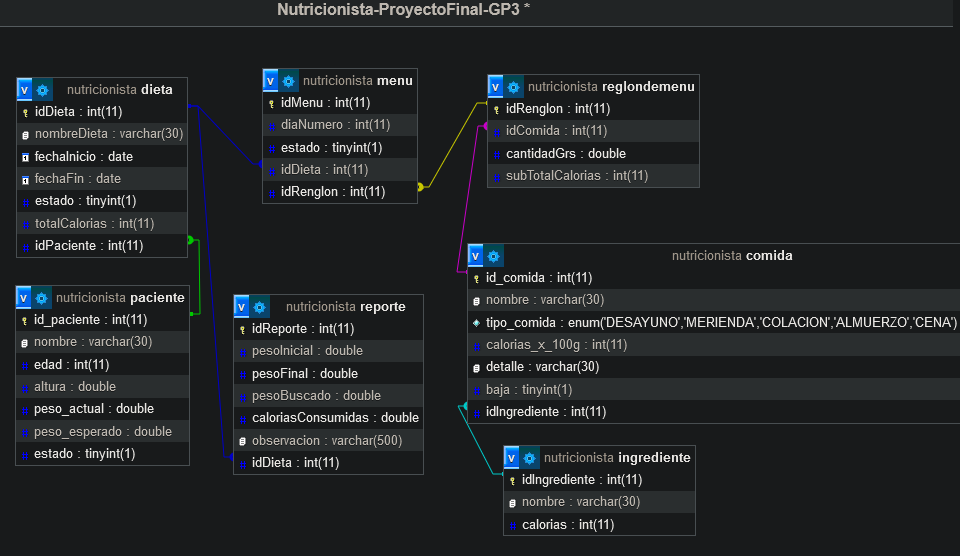 Nutricionista-ProyectoFinal-GP3 *
v nutricionista dieta
idDieta : int(11)
nombreDieta : varchar(30)
fechaInicio : date
fechaFin : date
estado : tinyint(1)
totalCalorias : int(11)
idPaciente : int(11)
v nutricionista menu
idMenu : int(11)
diaNumero : int(11)
estado : tinyint(1)
idDieta : int(11)
idRenglon : int(11)
v nutricionista reglondemenu
idRenglon : int(11)
idComida : int(11)
cantidadGrs : double
subTotalCalorias : int(11)
v nutricionista paciente
id_paciente : int(11)
nombre : varchar(30)
edad : int(11)
altura : double
peso_actual : double
peso_esperado : double
estado : tinyint(1)
v nutricionista reporte
idReporte : int(11)
pesoInicial : double
pesoFinal : double
pesoBuscado : double
caloriasConsumidas : double
observacion : varchar(500)
idDieta : int(11)
v nutricionista comida
id_comida : int(11)
nombre : varchar(30)
tipo_comida : enum('DESAYUNO','MERIENDA','COLACION','ALMUERZO','CENA')
calorias_x_100g : int(11)
detalle : varchar(30)
baja : tinyint(1)
idIngrediente : int(11)
v nutricionista ingrediente
idIngrediente : int(11)
nombre : varchar(30)
calorias : int(11)